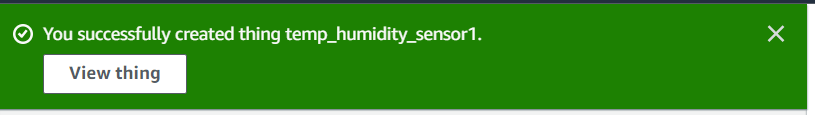 You successfully created thing temp_humidity_sensor1.
View thing